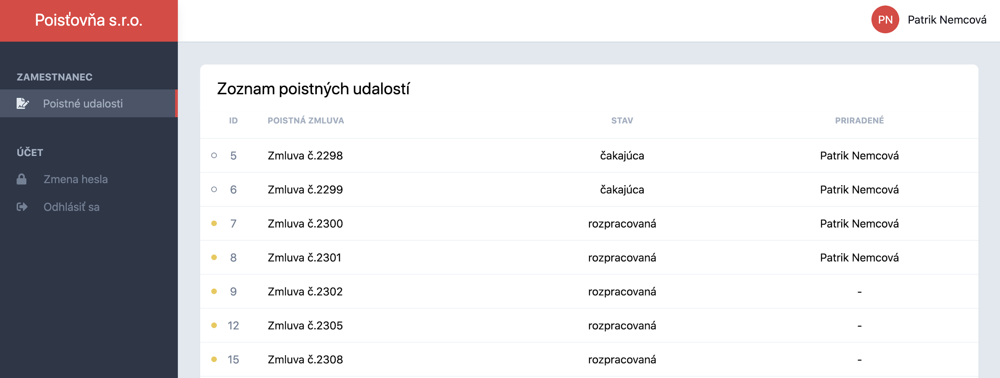 Poisťovňa s.r.o.
PN Patrik Nemcová
ZAMESTNANEC
Poistné udalosti
ÚČET
Zmena hesla
Odhlásiť sa
Zoznam poistných udalostí
ID POISTNÁ ZMLUVA STAV PRIRADENÉ
5 Zmluva č.2298 čakajúca Patrik Nemcová
6 Zmluva č.2299 čakajúca Patrik Nemcová
7 Zmluva č.2300 rozpracovaná Patrik Nemcová
8 Zmluva č.2301 rozpracovaná Patrik Nemcová
9 Zmluva č.2302 rozpracovaná -
12 Zmluva č.2305 rozpracovaná -
15 Zmluva č.2308 rozpracovaná -